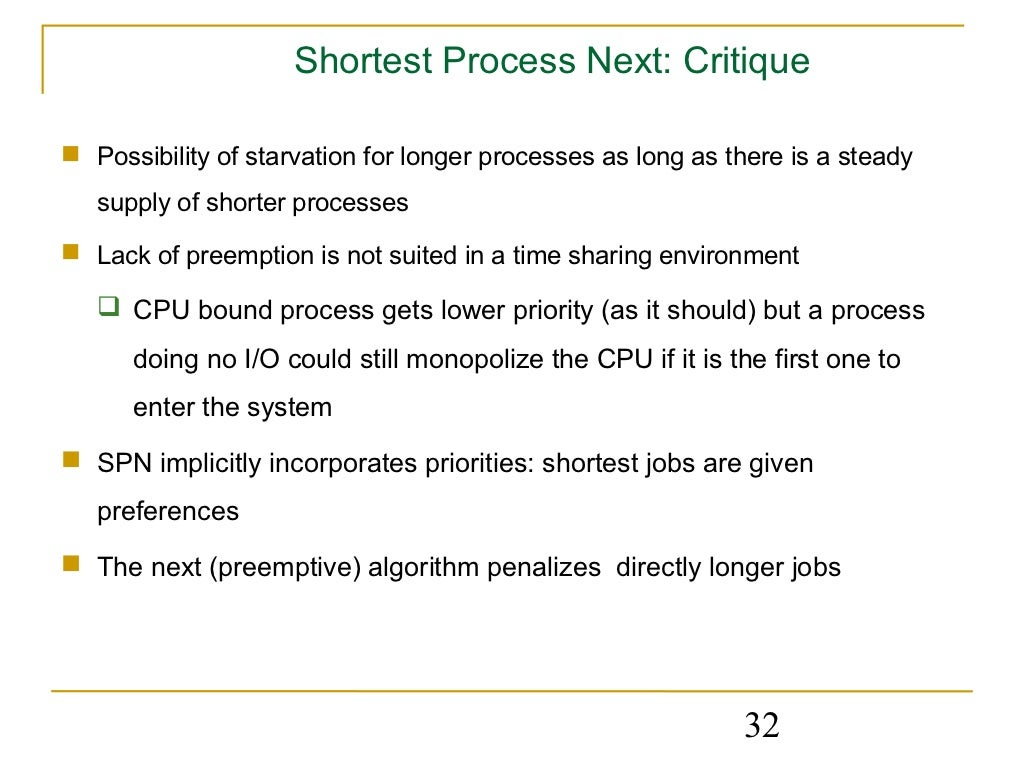 Shortest Process Next: Critique
Possibility of starvation for longer processes as long as there is a steady
supply of shorter processes
Lack of preemption is not suited in a time sharing environment
CPU bound process gets lower priority (as it should) but a process
doing no I/O could still monopolize the CPU if it is the first one to
enter the system
SPN implicitly incorporates priorities: shortest jobs are given
preferences
The next (preemptive) algorithm penalizes  directly longer jobs
32